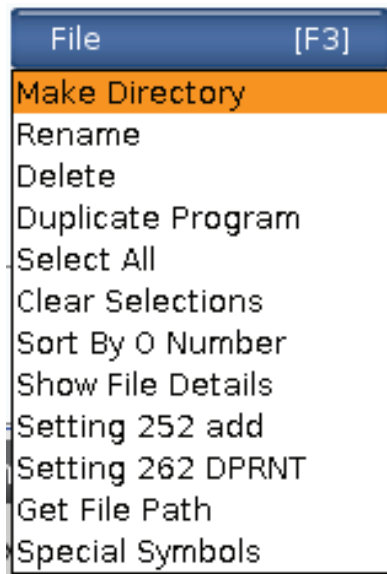 File [F3]
Make Directory
Rename
Delete
Duplicate Program
Select All
Clear Selections
Sort By O Number
Show File Details
Setting 252 add
Setting 262 DPRNT
Get File Path
Special Symbols